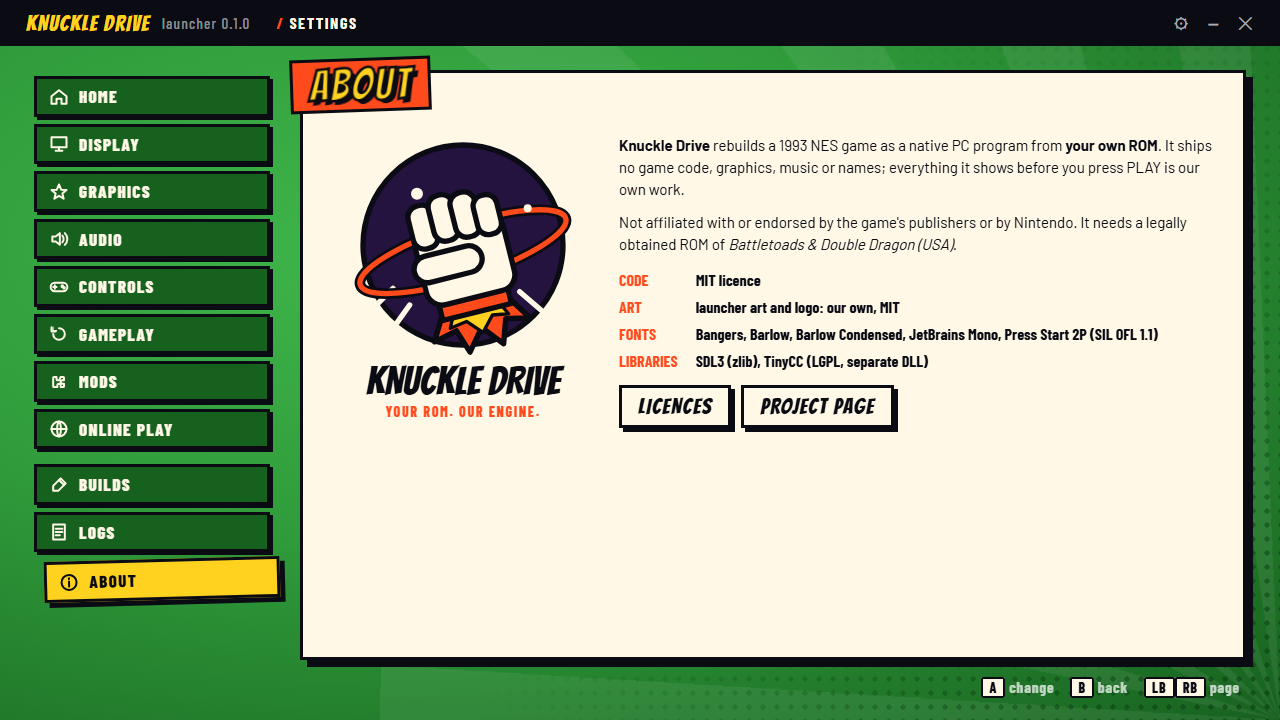 KNUCKLE DRIVE launcher 0.1.0 / SETTINGS
ABOUT
HOME
DISPLAY
GRAPHICS
AUDIO
CONTROLS
GAMEPLAY
MODS
ONLINE PLAY
BUILDS
LOGS
ABOUT
KNUCKLE DRIVE
YOUR ROM. OUR ENGINE.
Knuckle Drive rebuilds a 1993 NES game as a native PC program from your own ROM. It ships
no game code, graphics, music or names; everything it shows before you press PLAY is our
own work.
Not affiliated with or endorsed by the game's publishers or by Nintendo. It needs a legally
obtained ROM of Battletoads & Double Dragon (USA).
CODE MIT licence
ART launcher art and logo: our own, MIT
FONTS Bangers, Barlow, Barlow Condensed, JetBrains Mono, Press Start 2P (SIL OFL 1.1)
LIBRARIES SDL3 (zlib), TinyCC (LGPL, separate DLL)
LICENCES PROJECT PAGE
A change B back LB RB page